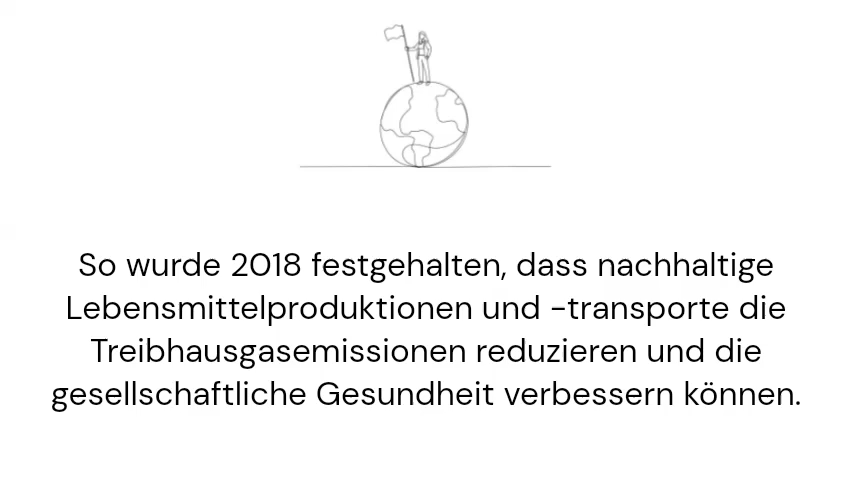 So wurde 2018 festgehalten, dass nachhaltige
Lebensmittelproduktionen und -transporte die
Treibhausgasemissionen reduzieren und die
gesellschaftliche Gesundheit verbessern können.